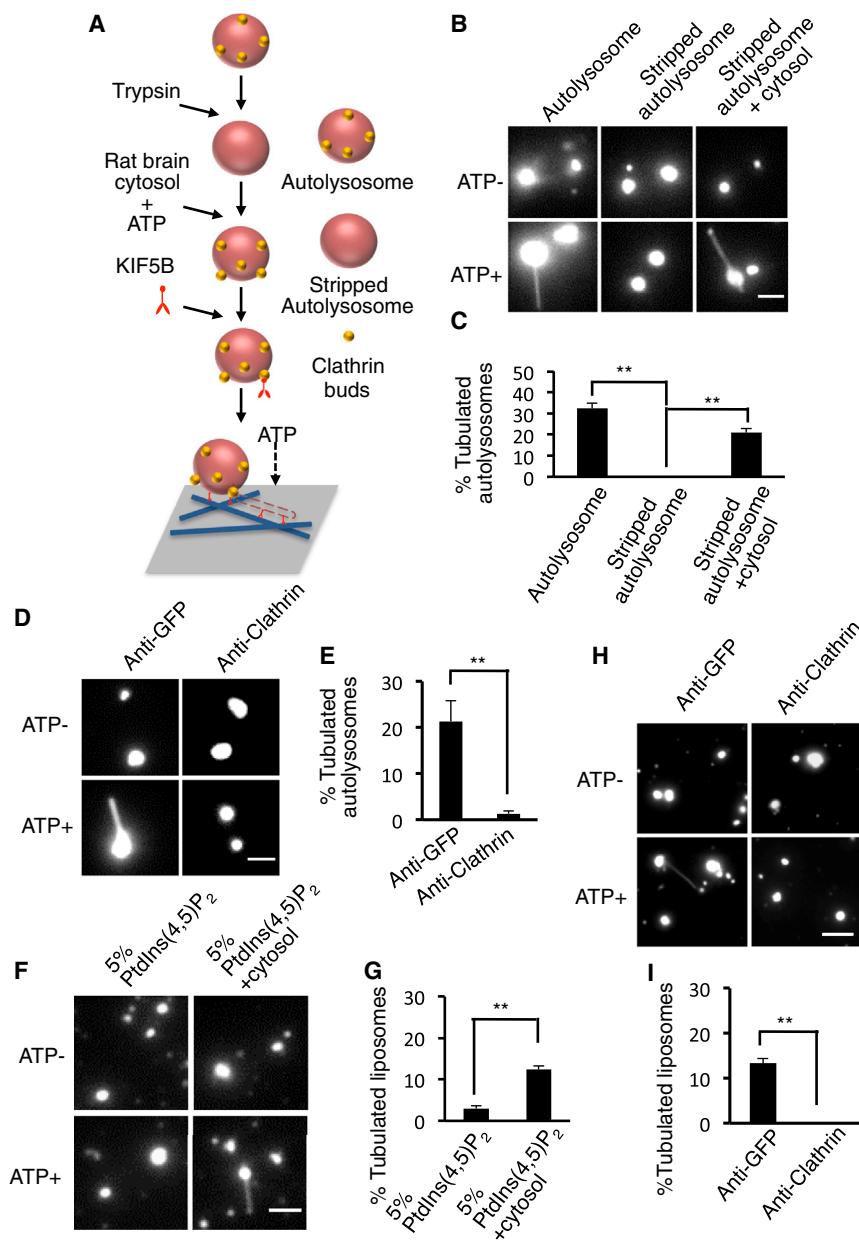 A
Trypsin
Rat brain
cytosol
+
ATP
KIF5B
ATP
Autolysosome
Stripped
Autolysosome
Clathrin
buds
B
Autolysosome
Stripped
autolysosome
Stripped
autolysosome
+ cytosol
ATP-
ATP+
C
% Tubulated
autolysosomes
50
40
30
20
10
0
**
**
Autolysosome
Stripped
autolysosome
Stripped
autolysosome
+cytosol
D
Anti-GFP
Anti-Clathrin
ATP-
ATP+
E
% Tubulated
autolysosomes
30
20
10
0
**
Anti-GFP
Anti-Clathrin
F
5%
PtdIns(4,5)P2
5%
PtdIns(4,5)P2
+cytosol
ATP-
ATP+
G
% Tubulated liposomes
30
20
10
0
**
5%
PtdIns(4,5)P2
5%
PtdIns(4,5)P2
+cytosol
H
Anti-GFP
Anti-Clathrin
ATP-
ATP+
I
%Tubulated liposomes
30
20
10
0
**
Anti-GFP
Anti-Clathrin